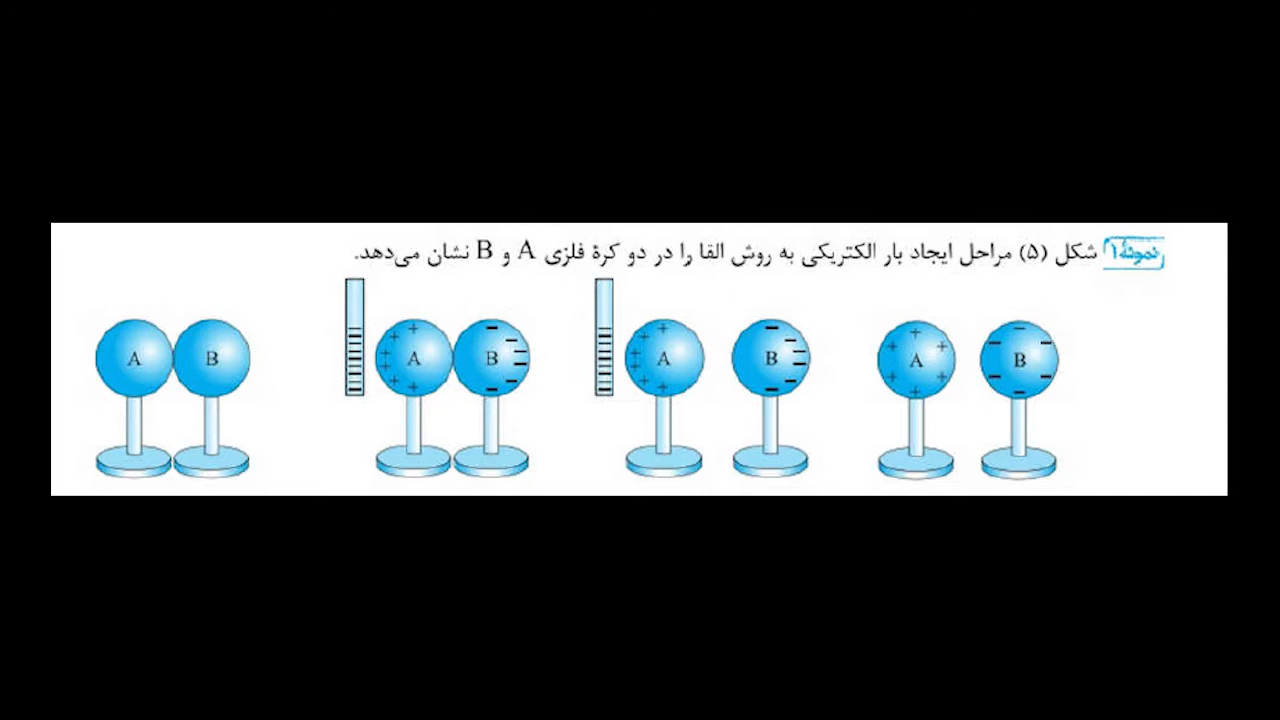 نمونهٔ ۱ شکل (۵) مراحل ایجاد بار الکتریکی به روش القا را در دو کرهٔ فلزی A و B نشان می‌دهد.
A B A B A B A B